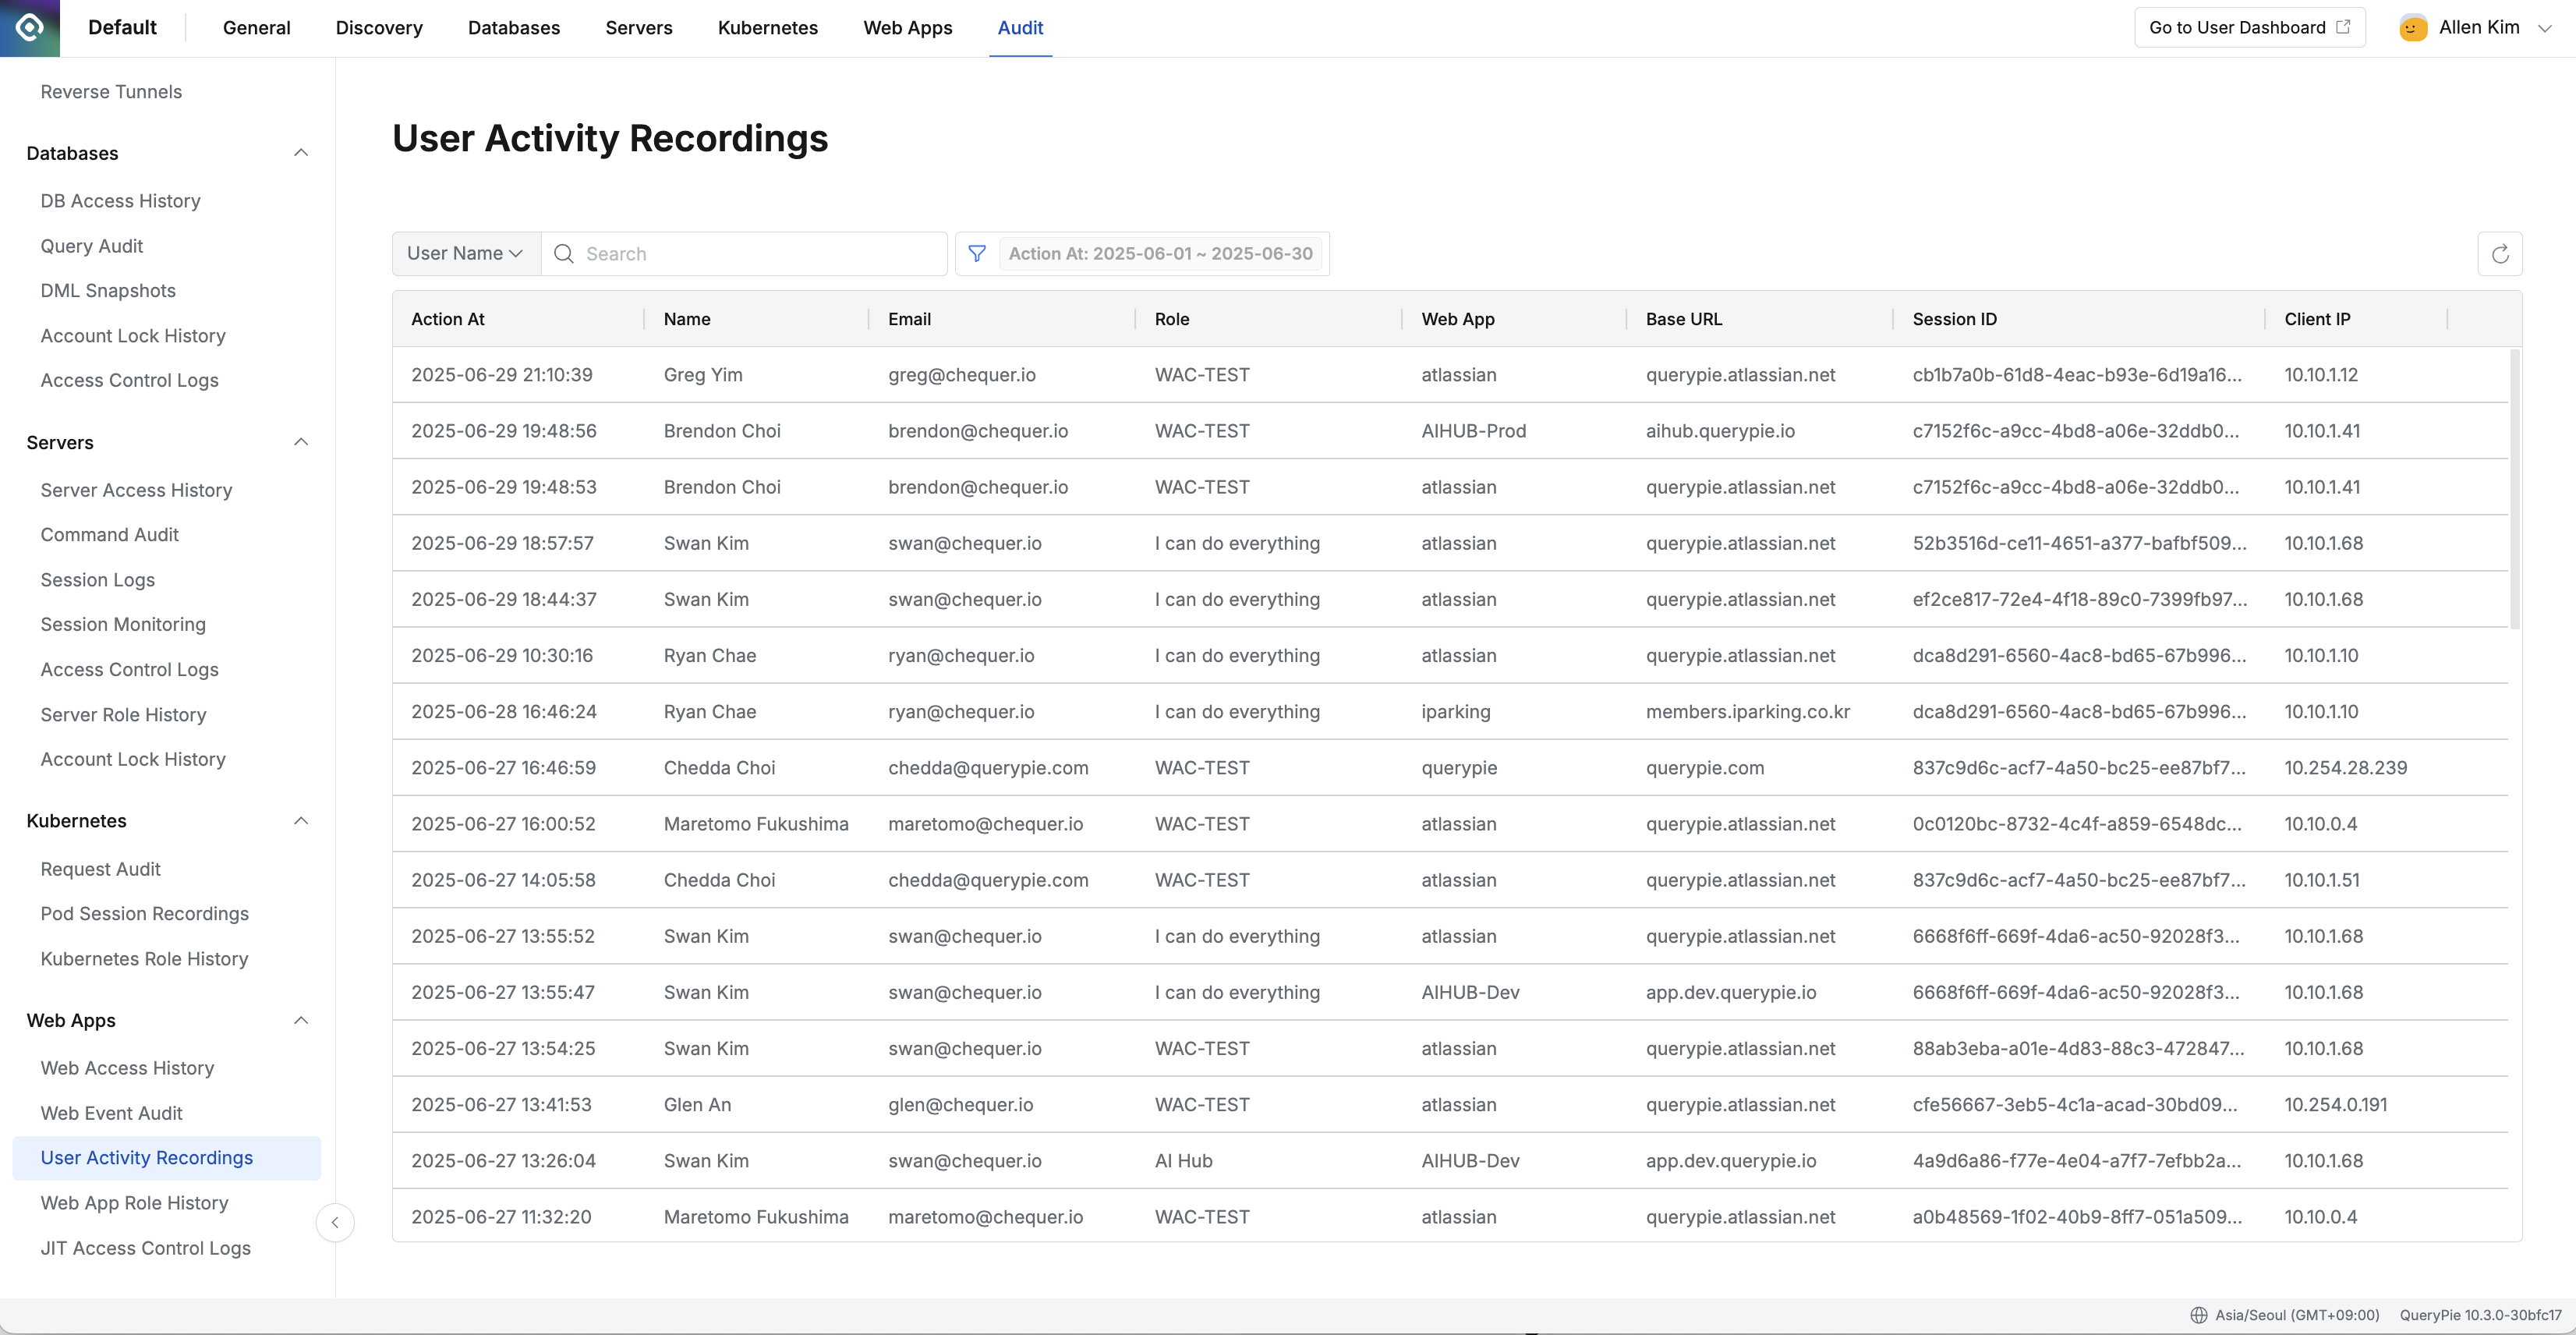 Default General Discovery Databases Servers Kubernetes Web Apps Audit Go to User Dashboard Allen Kim
Reverse Tunnels
Databases
DB Access History
Query Audit
DML Snapshots
Account Lock History
Access Control Logs
Servers
Server Access History
Command Audit
Session Logs
Session Monitoring
Access Control Logs
Server Role History
Account Lock History
Kubernetes
Request Audit
Pod Session Recordings
Kubernetes Role History
Web Apps
Web Access History
Web Event Audit
User Activity Recordings
Web App Role History
JIT Access Control Logs
User Activity Recordings
User Name Search Action At: 2025-06-01 ~ 2025-06-30
Action At Name Email Role Web App Base URL Session ID Client IP
2025-06-29 21:10:39 Greg Yim greg@chequer.io WAC-TEST atlassian querypie.atlassian.net cb1b7a0b-61d8-4eac-b93e-6d19a16... 10.10.1.12
2025-06-29 19:48:56 Brendon Choi brendon@chequer.io WAC-TEST AIHUB-Prod aihub.querypie.io c7152f6c-a9cc-4bd8-a06e-32ddb0... 10.10.1.41
2025-06-29 19:48:53 Brendon Choi brendon@chequer.io WAC-TEST atlassian querypie.atlassian.net c7152f6c-a9cc-4bd8-a06e-32ddb0... 10.10.1.41
2025-06-29 18:57:57 Swan Kim swan@chequer.io I can do everything atlassian querypie.atlassian.net 52b3516d-ce11-4651-a377-bafbf509... 10.10.1.68
2025-06-29 18:44:37 Swan Kim swan@chequer.io I can do everything atlassian querypie.atlassian.net ef2ce817-72e4-4f18-89c0-7399fb97... 10.10.1.68
2025-06-29 10:30:16 Ryan Chae ryan@chequer.io I can do everything atlassian querypie.atlassian.net dca8d291-6560-4ac8-bd65-67b996... 10.10.1.10
2025-06-28 16:46:24 Ryan Chae ryan@chequer.io I can do everything iparking members.iparking.co.kr dca8d291-6560-4ac8-bd65-67b996... 10.10.1.10
2025-06-27 16:46:59 Chedda Choi chedda@querypie.com WAC-TEST querypie querypie.com 837c9d6c-acf7-4a50-bc25-ee87bf7... 10.254.28.239
2025-06-27 16:00:52 Maretomo Fukushima maretomo@chequer.io WAC-TEST atlassian querypie.atlassian.net 0c0120bc-8732-4c4f-a859-6548dc... 10.10.0.4
2025-06-27 14:05:58 Chedda Choi chedda@querypie.com WAC-TEST atlassian querypie.atlassian.net 837c9d6c-acf7-4a50-bc25-ee87bf7... 10.10.1.51
2025-06-27 13:55:52 Swan Kim swan@chequer.io I can do everything atlassian querypie.atlassian.net 6668f6ff-669f-4da6-ac50-92028f3... 10.10.1.68
2025-06-27 13:55:47 Swan Kim swan@chequer.io I can do everything AIHUB-Dev app.dev.querypie.io 6668f6ff-669f-4da6-ac50-92028f3... 10.10.1.68
2025-06-27 13:54:25 Swan Kim swan@chequer.io WAC-TEST atlassian querypie.atlassian.net 88ab3eba-a01e-4d83-88c3-472847... 10.10.1.68
2025-06-27 13:41:53 Glen An glen@chequer.io WAC-TEST atlassian querypie.atlassian.net cfe56667-3eb5-4c1a-acad-30bd09... 10.254.0.191
2025-06-27 13:26:04 Swan Kim swan@chequer.io AI Hub AIHUB-Dev app.dev.querypie.io 4a9d6a86-f77e-4e04-a7f7-7efbb2a... 10.10.1.68
2025-06-27 11:32:20 Maretomo Fukushima maretomo@chequer.io WAC-TEST atlassian querypie.atlassian.net a0b48569-1f02-40b9-8ff7-051a509... 10.10.0.4
Asia/Seoul (GMT+09:00) QueryPie 10.3.0-30bfc17